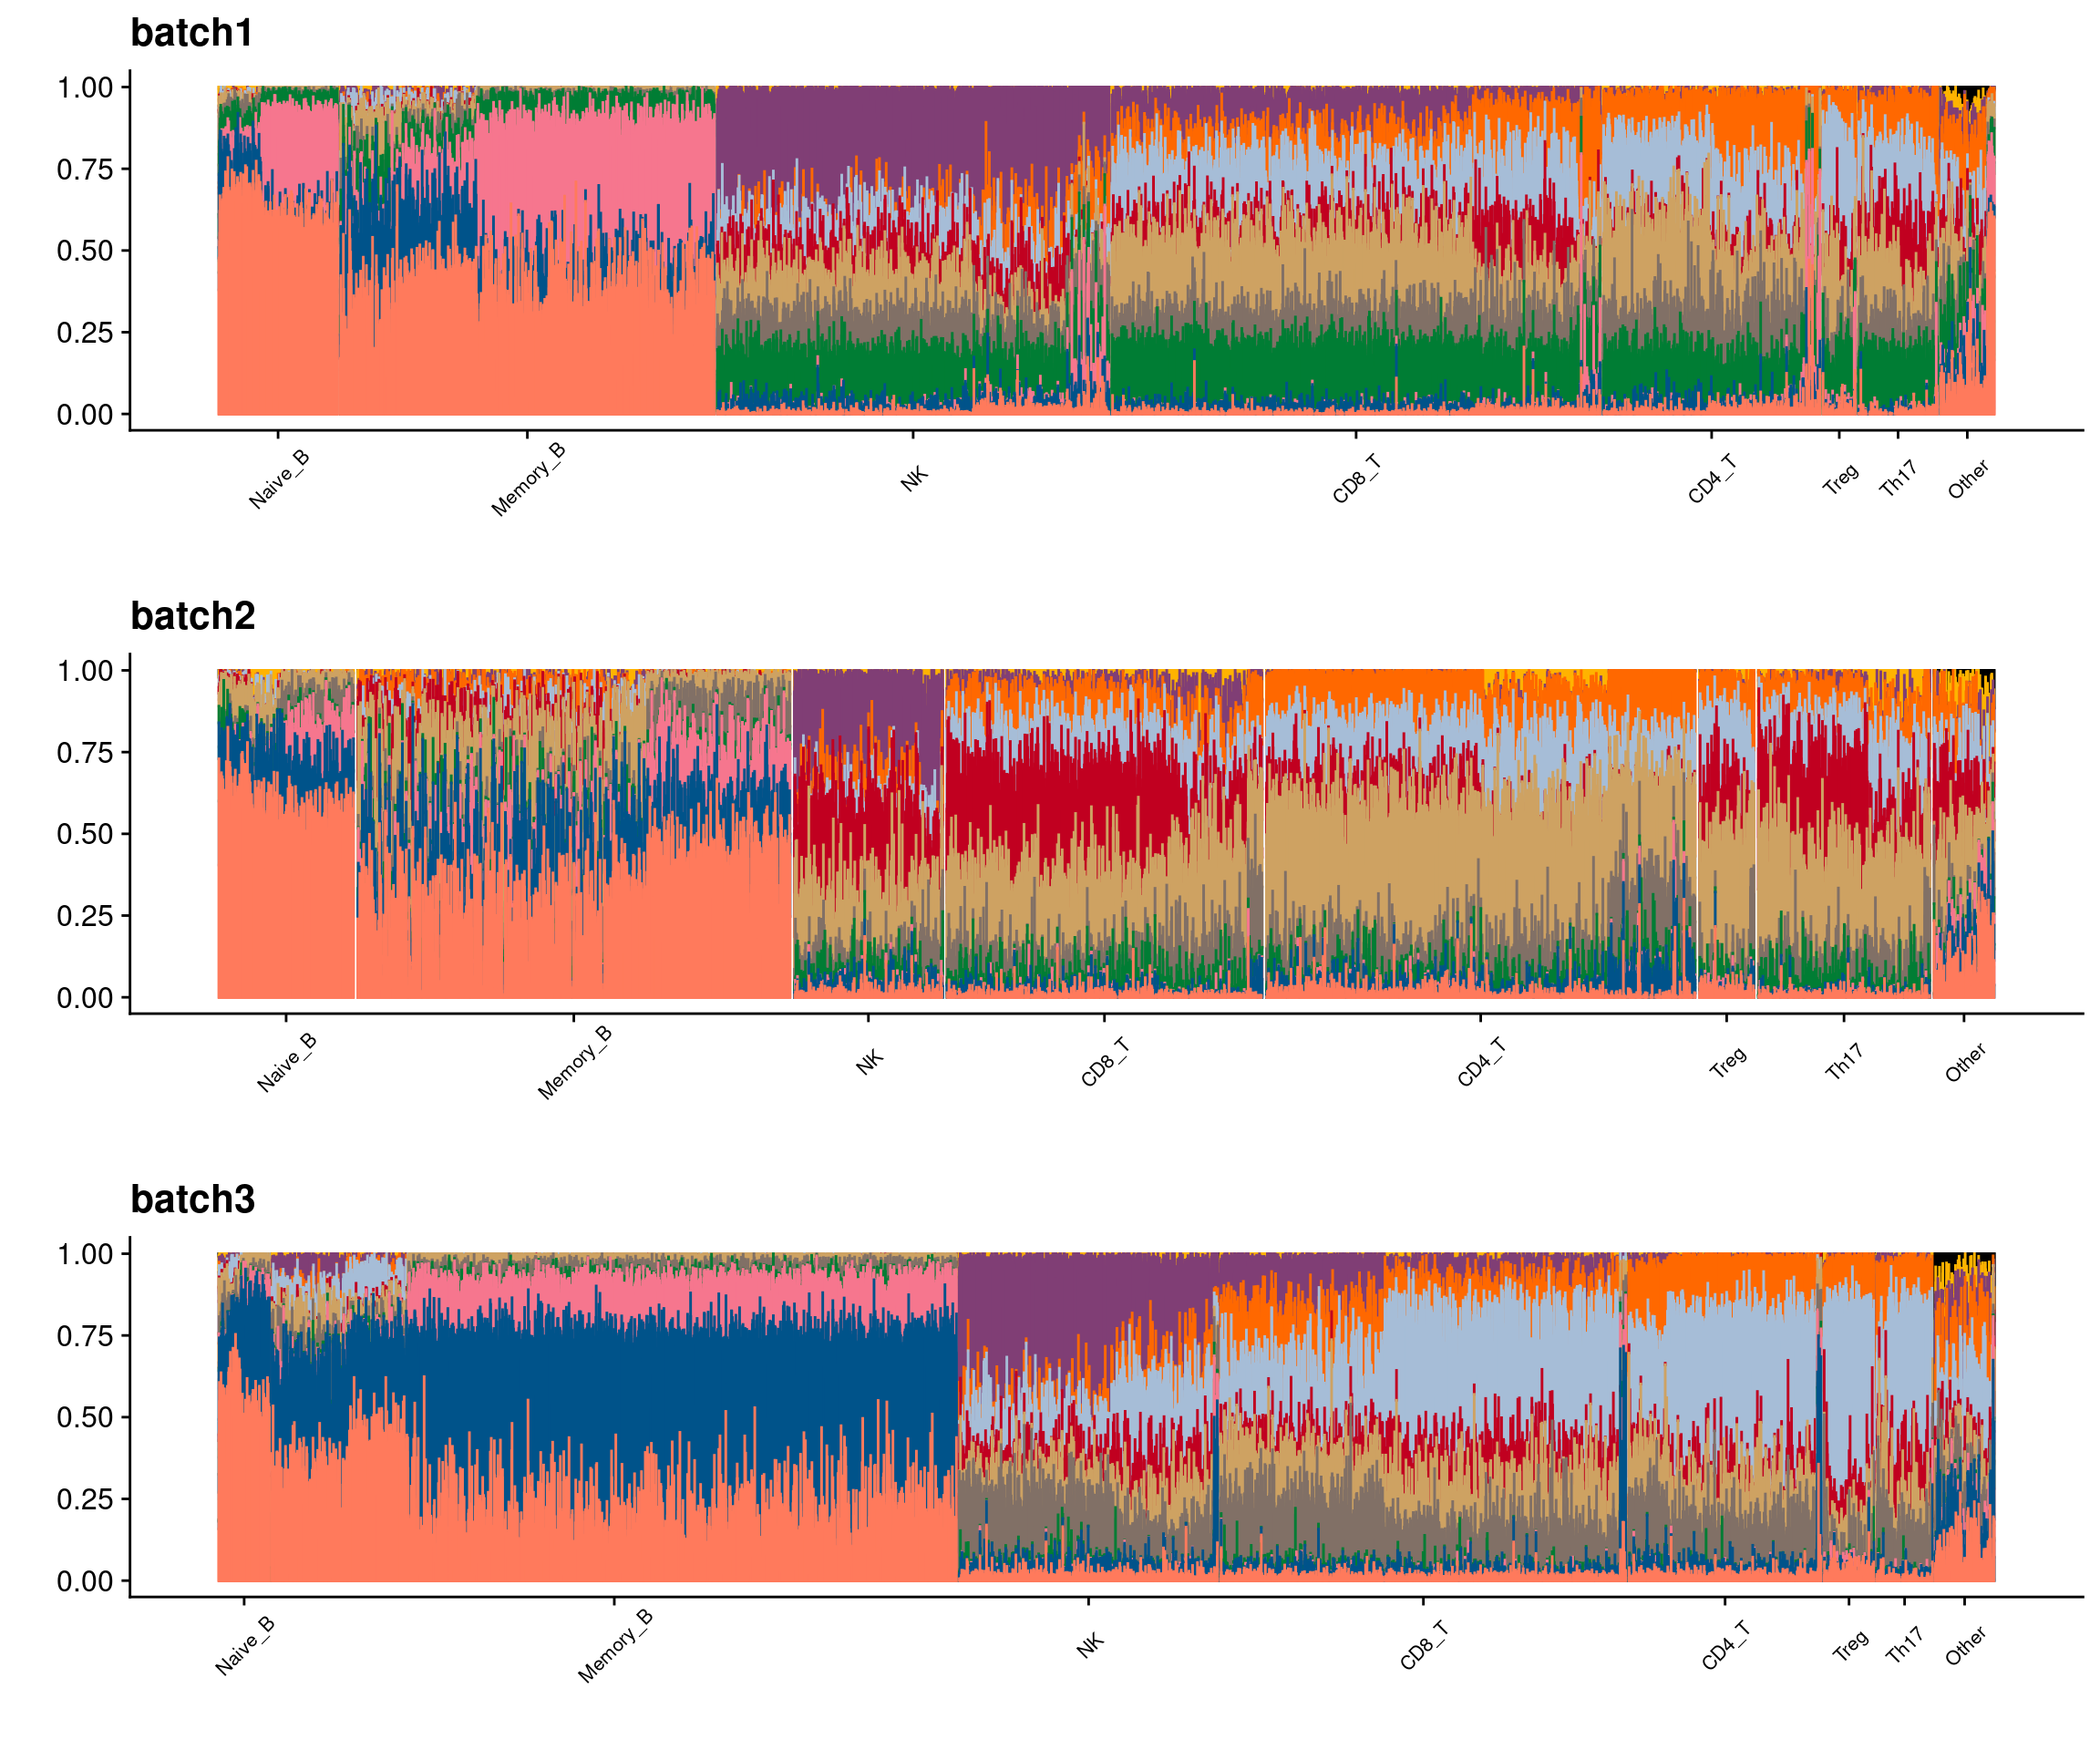 batch1
1.00
0.75
0.50
0.25
0.00
Naive_B Memory_B NK CD8_T CD4_T Treg Th17 Other
batch2
1.00
0.75
0.50
0.25
0.00
Naive_B Memory_B NK CD8_T CD4_T Treg Th17 Other
batch3
1.00
0.75
0.50
0.25
0.00
Naive_B Memory_B NK CD8_T CD4_T Treg Th17 Other